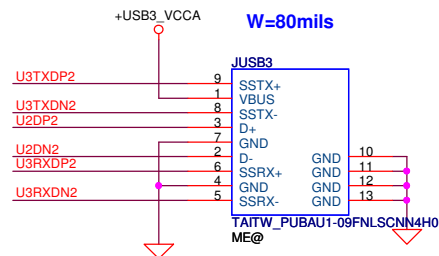 +USB3_VCCA
W=80mils
JUSB3
U3TXDP2 9 SSTX+
1 VBUS
U3TXDN2 8 SSTX-
U2DP2 3 D+
7 GND
U2DN2 2 D- GND 10
U3RXDP2 6 SSRX+ GND 11
4 GND GND 12
U3RXDN2 5 SSRX- GND 13
TAITW_PUBAU1-09FNLSCNN4H0
ME@